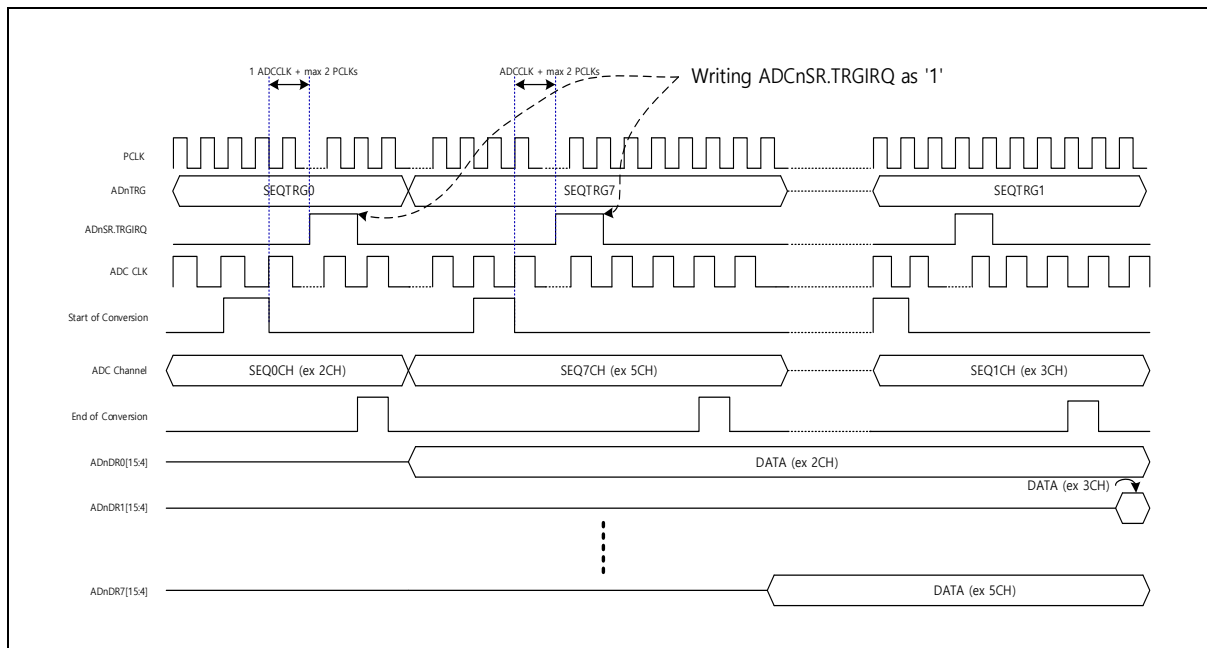 1 ADCCLK + max 2 PCLKs
ADCCLK + max 2 PCLKs
Writing ADCnSR.TRGIRQ as '1'
PCLK
ADnTRG
SEQTRG0
SEQTRG7
SEQTRG1
ADnSR.TRGIRQ
ADC CLK
Start of Conversion
ADC Channel
SEQ0CH (ex 2CH)
SEQ7CH (ex 5CH)
SEQ1CH (ex 3CH)
End of Conversion
ADnDR0[15:4]
DATA (ex 2CH)
DATA (ex 3CH)
ADnDR1[15:4]
ADnDR7[15:4]
DATA (ex 5CH)